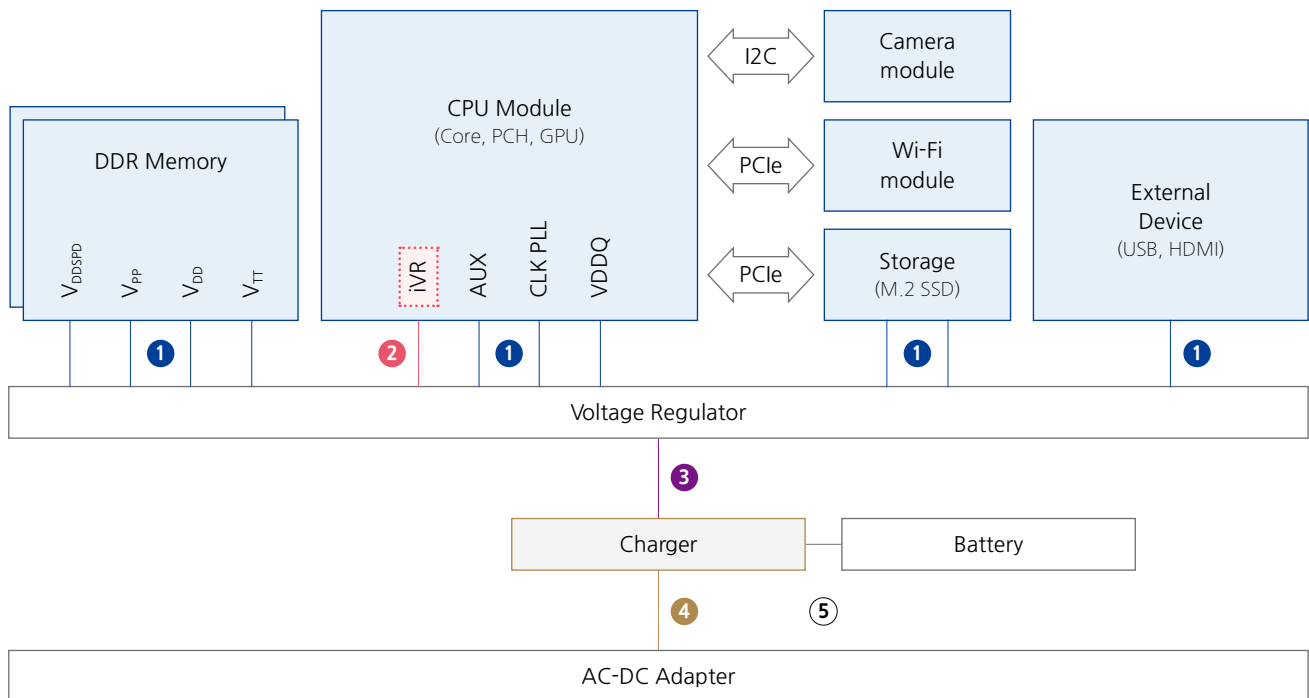 CPU Module
(Core, PCH, GPU)
I2C
Camera
module
PCIe
Wi-Fi
module
PCIe
Storage
(M.2 SSD)
External
Device
(USB, HDMI)
DDR Memory
VDDSPD
VPP
VDD
VTT
iVR
AUX
CLK PLL
VDDQ
1
2
1
1
1
Voltage Regulator
3
Charger
Battery
4
5
AC-DC Adapter